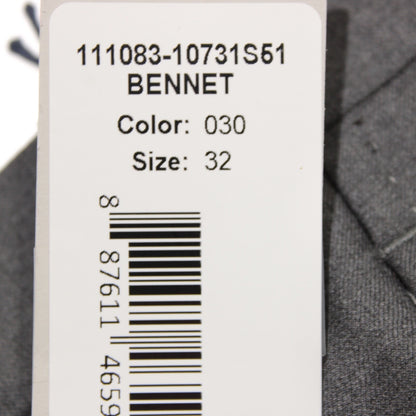 111083-10731S51
BENNET
Color: 030
Size: 32
8 87611 4659